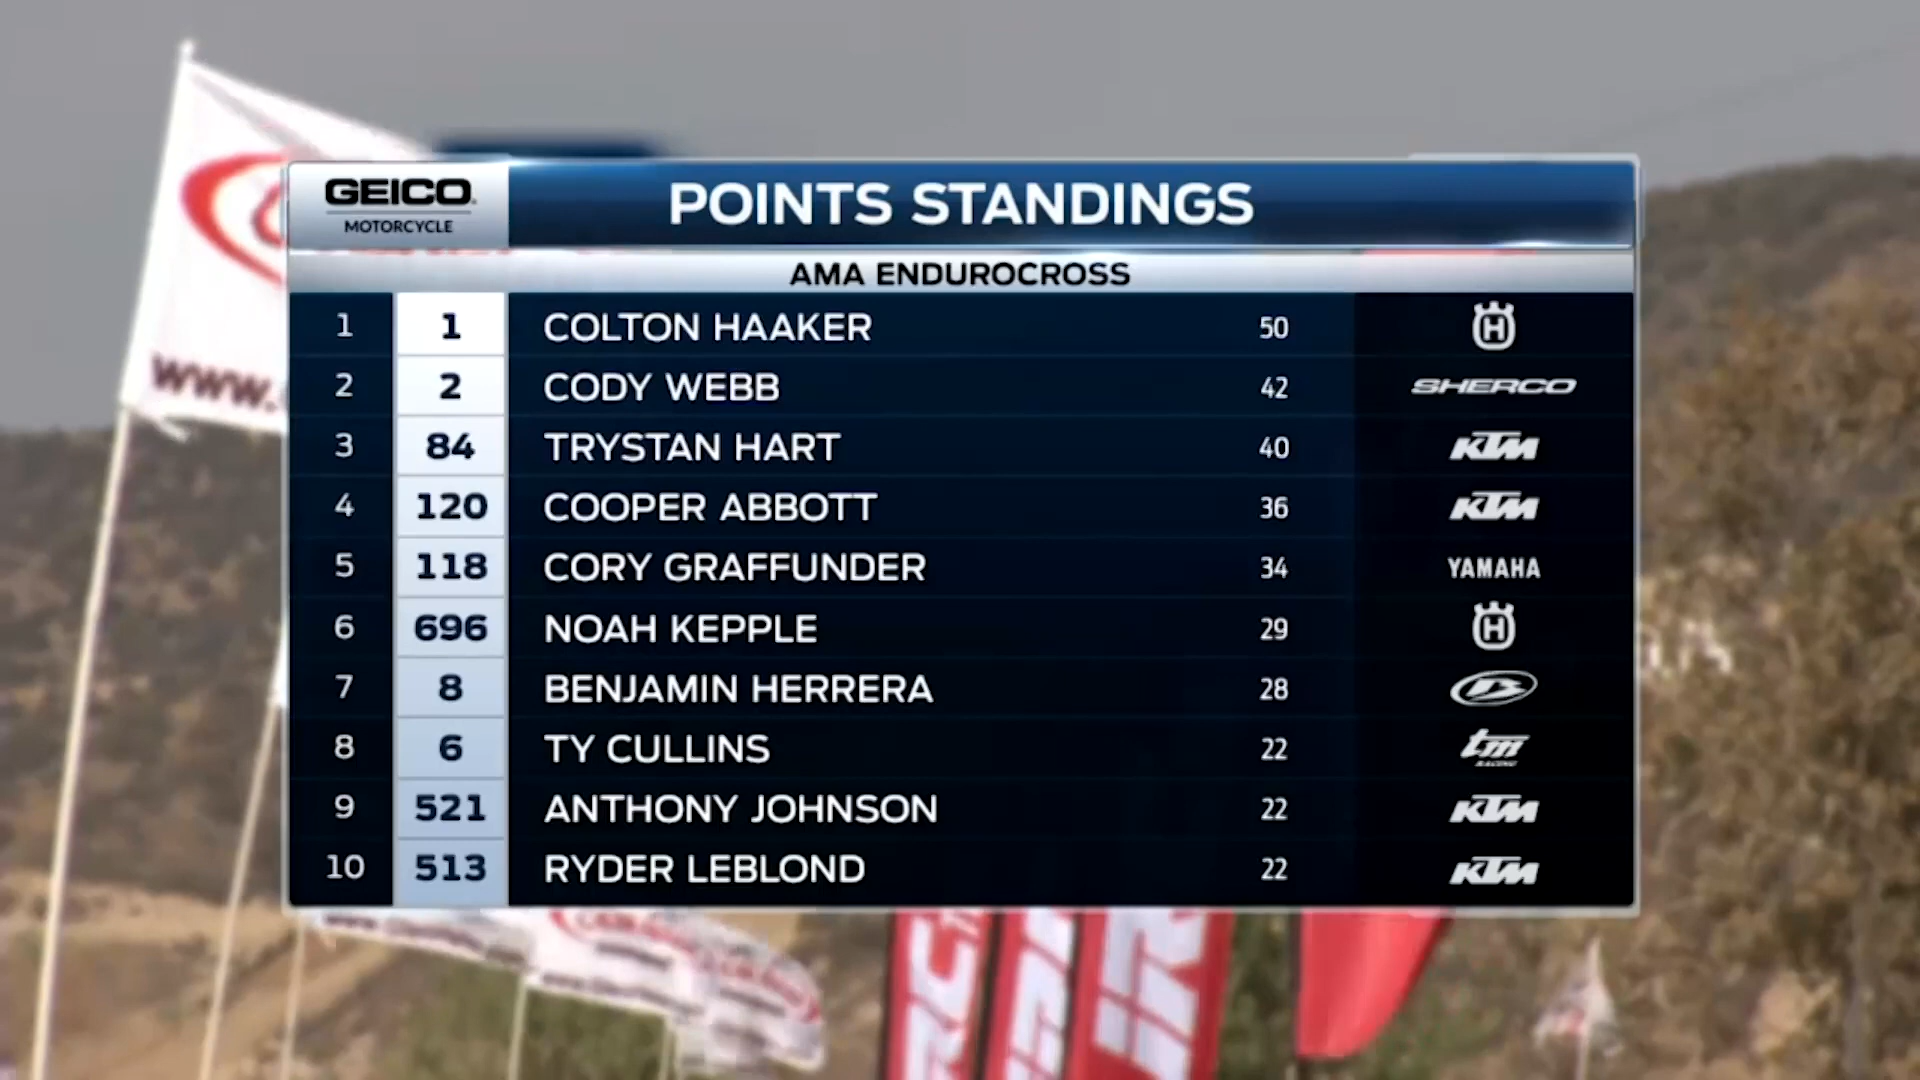 GEICO
MOTORCYCLE
POINTS STANDINGS
AMA ENDUROCROSS
1 1 COLTON HAAKER 50 H
2 2 CODY WEBB 42 SHERCO
3 84 TRYSTAN HART 40 KTM
4 120 COOPER ABBOTT 36 KTM
5 118 CORY GRAFFUNDER 34 YAMAHA
6 696 NOAH KEPPLE 29 H
7 8 BENJAMIN HERRERA 28 B
8 6 TY CULLINS 22 tm RACING
9 521 ANTHONY JOHNSON 22 KTM
10 513 RYDER LEBLOND 22 KTM
www.